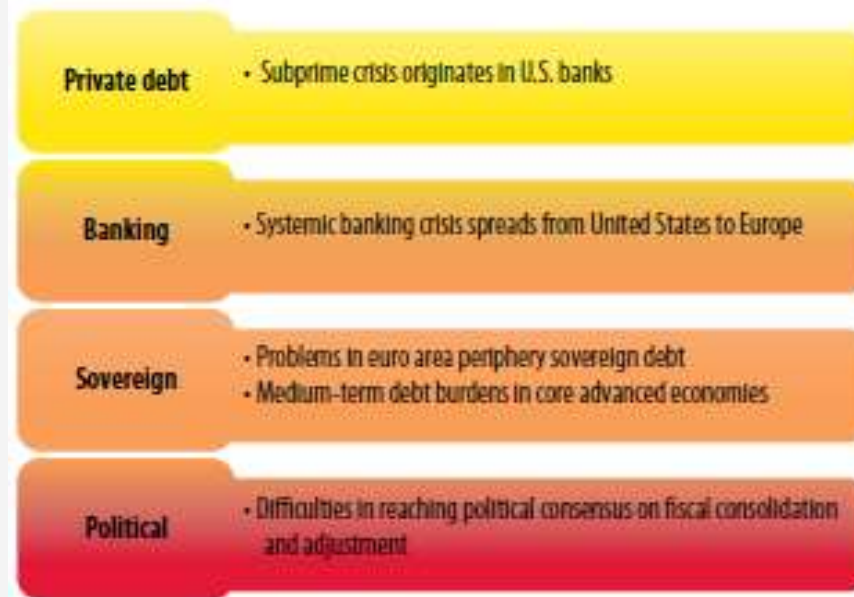 Private debt
• Subprime crisis originates in U.S. banks
Banking
• Systemic banking crisis spreads from United States to Europe
Sovereign
• Problems in euro area periphery sovereign debt
• Medium-term debt burdens in core advanced economies
Political
• Difficulties in reaching political consensus on fiscal consolidation
and adjustment